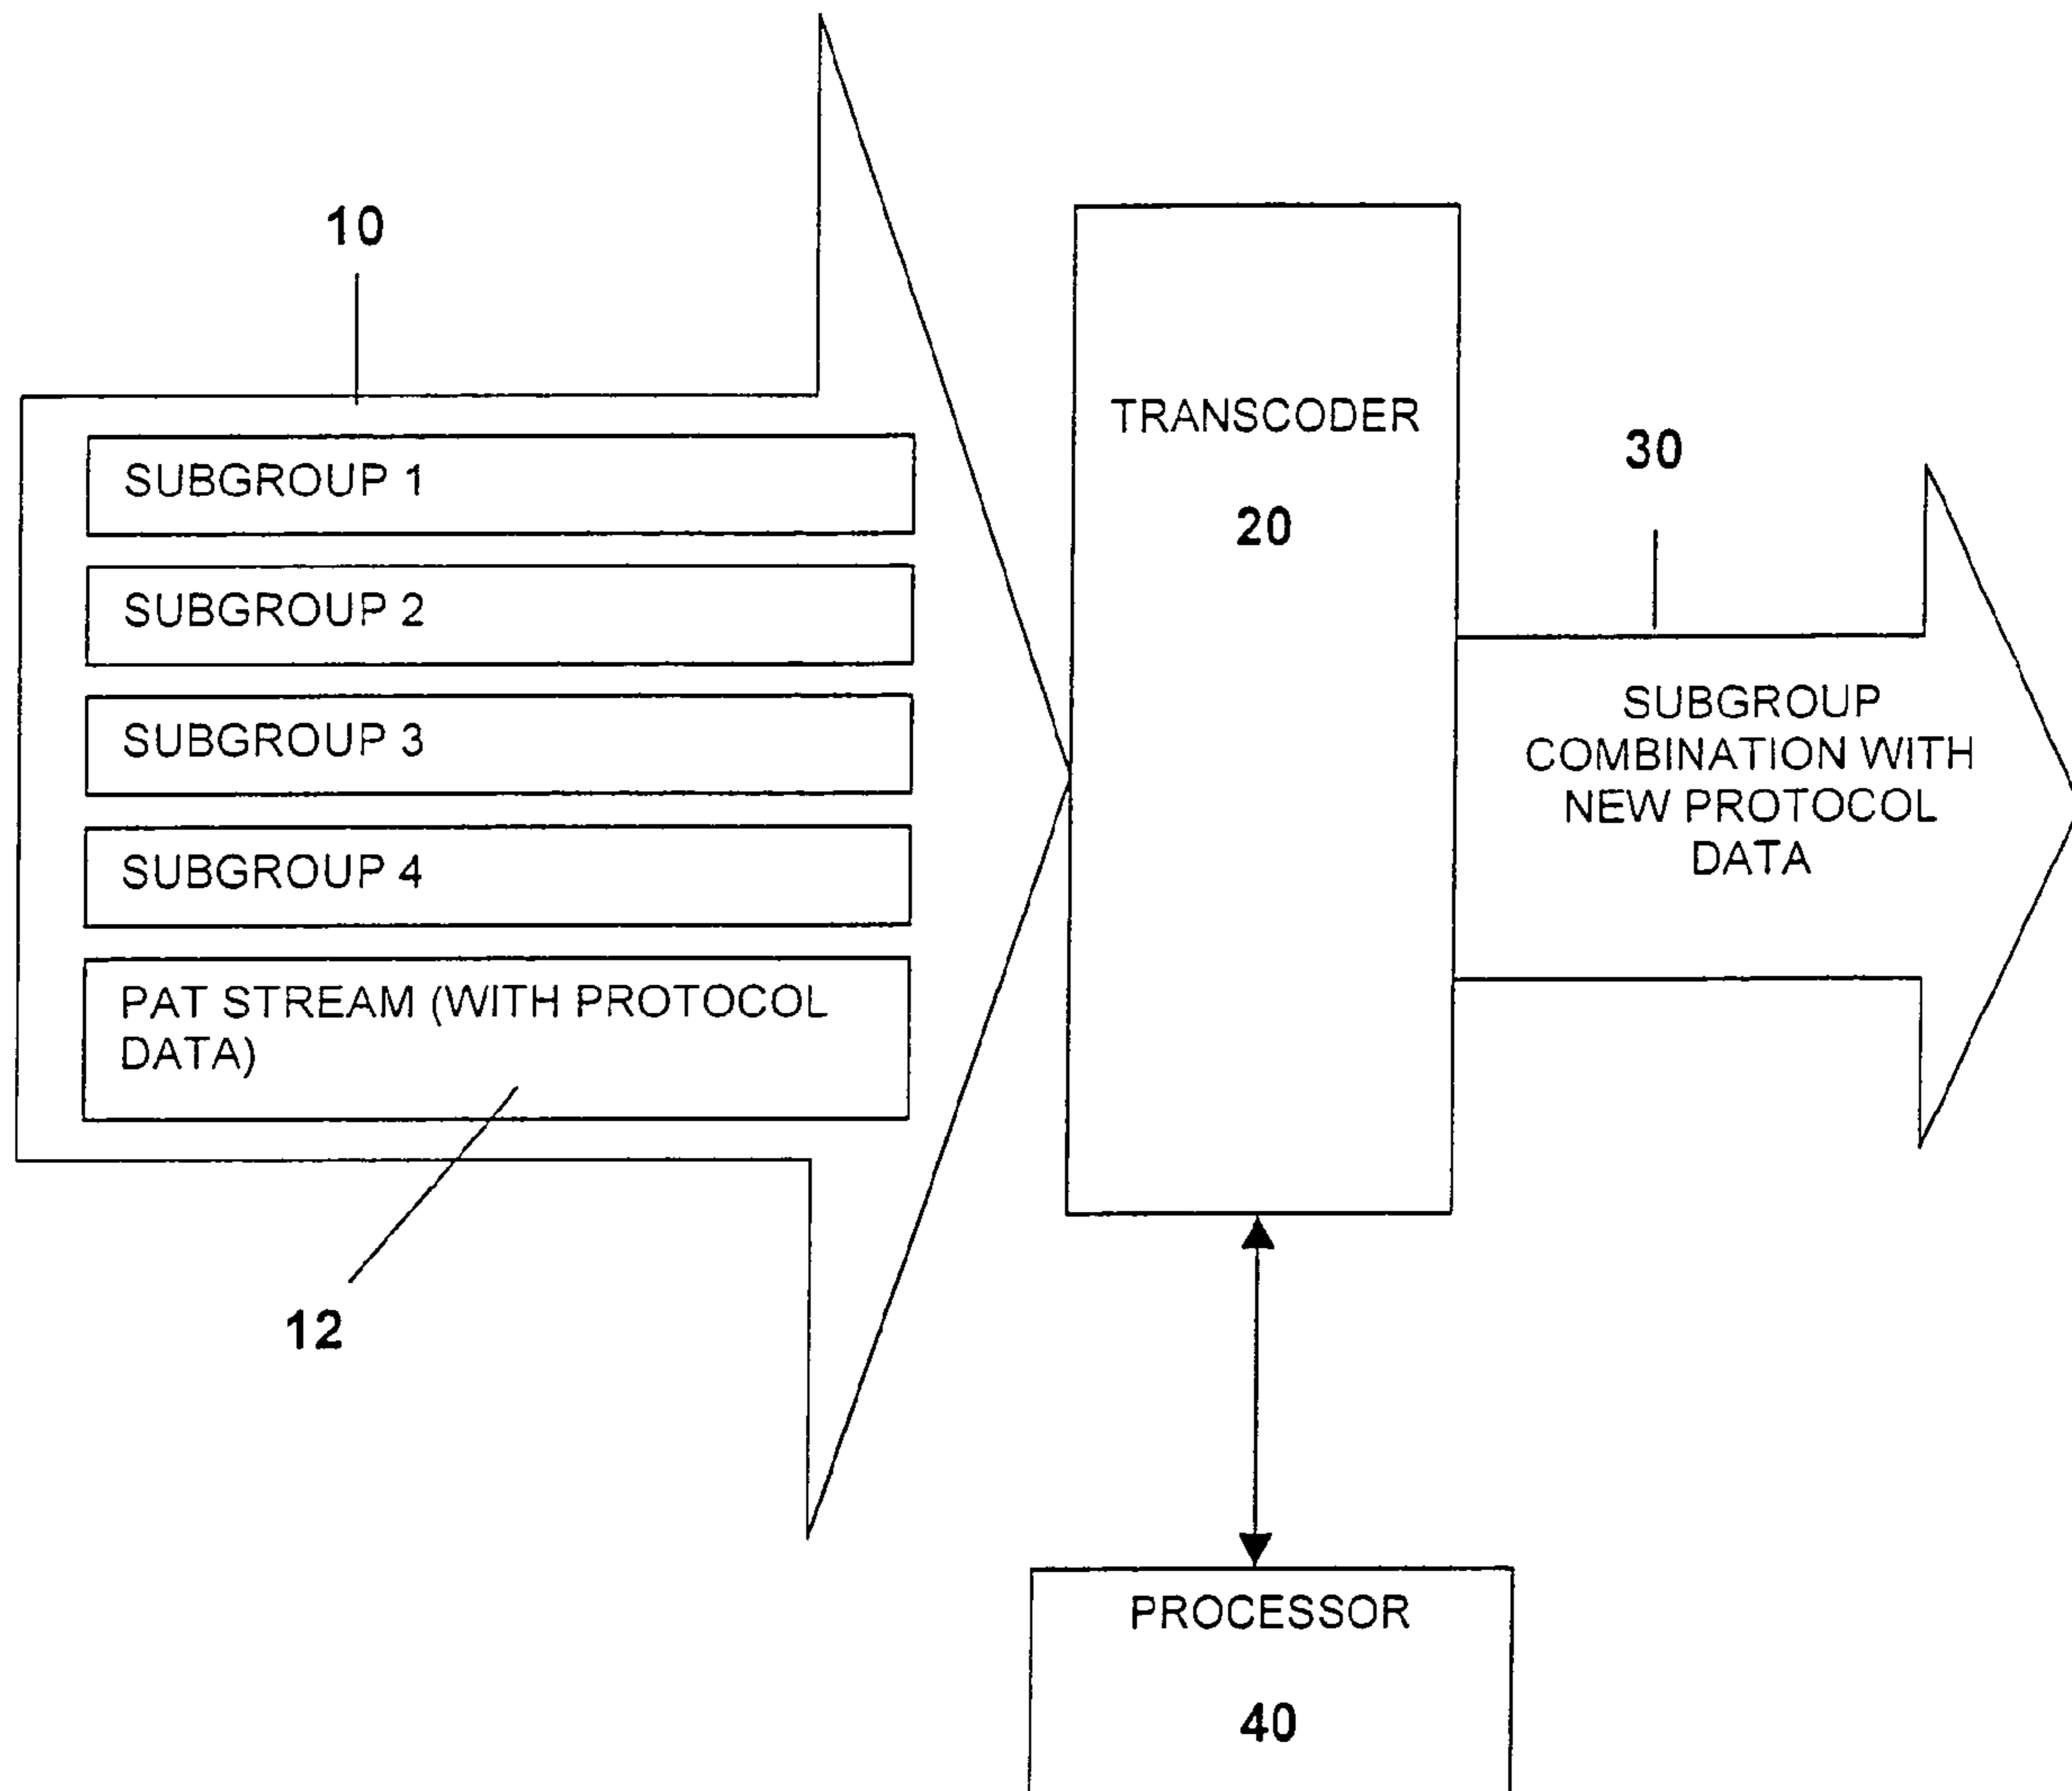 10
SUBGROUP 1
SUBGROUP 2
SUBGROUP 3
SUBGROUP 4
PAT STREAM (WITH PROTOCOL
DATA)
12
TRANSCODER
20
30
SUBGROUP
COMBINATION WITH
NEW PROTOCOL
DATA
PROCESSOR
40